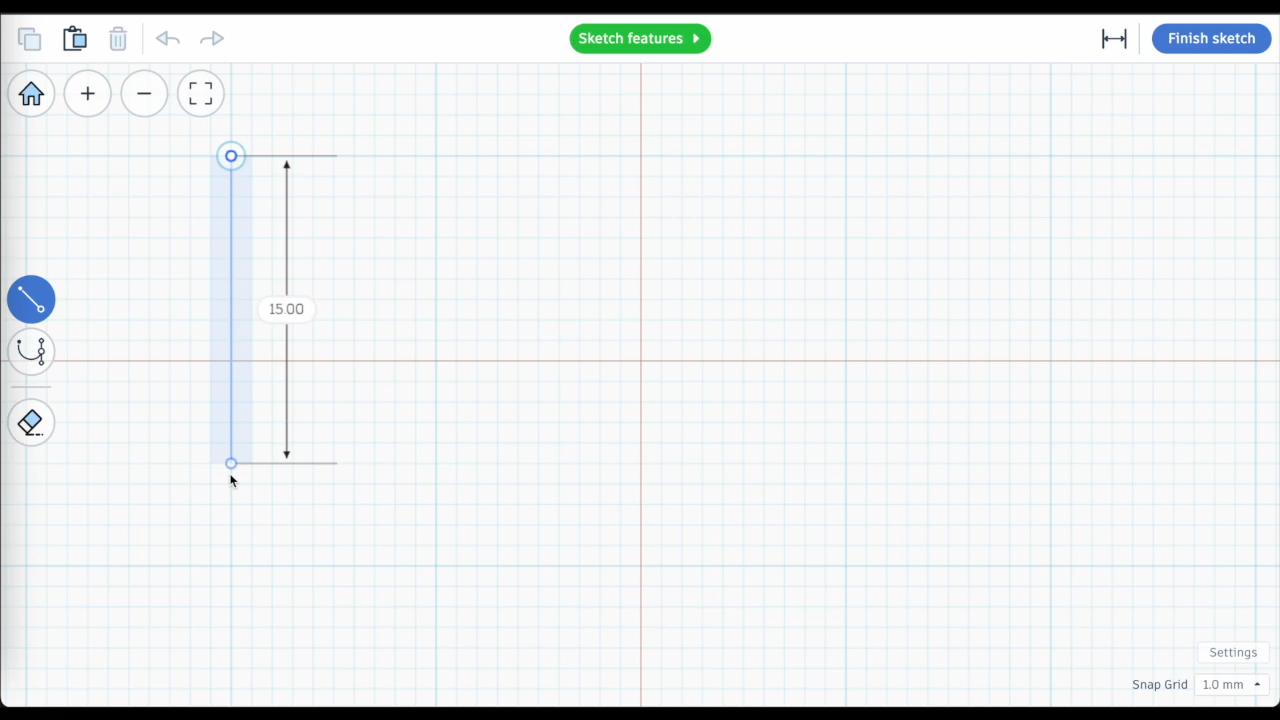 Sketch features
Finish sketch
15.00
Settings
Snap Grid 1.0 mm